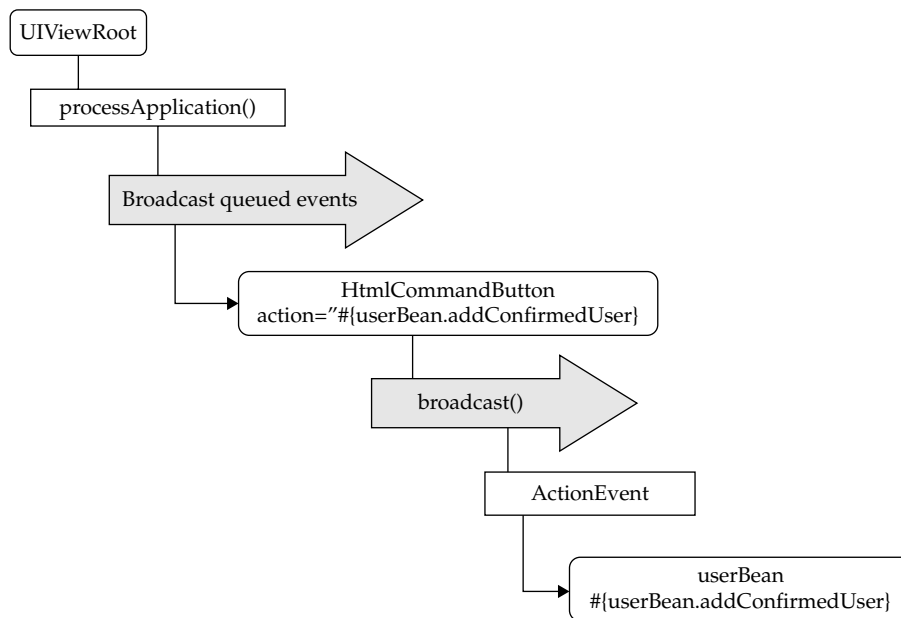 UIViewRoot
processApplication()
Broadcast queued events
HtmlCommandButton
action=”#{userBean.addConfirmedUser}
broadcast()
ActionEvent
userBean
#{userBean.addConfirmedUser}